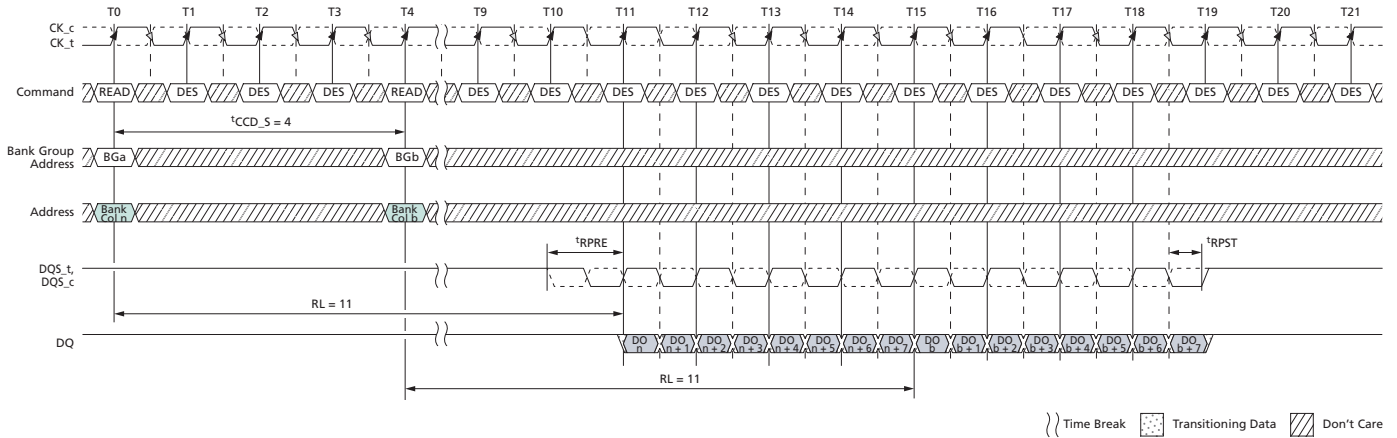 T0 T1 T2 T3 T4 T9 T10 T11 T12 T13 T14 T15 T16 T17 T18 T19 T20 T21
CK_c
CK_t
Command READ DES DES DES READ DES DES DES DES DES DES DES DES DES DES DES DES DES
tCCD_S = 4
Bank Group
Address
BGa BGb
Address
Bank
Col n
Bank
Col b
tRPRE tRPST
DQS_t,
DQS_c
RL = 11
DQ
DO
n
DO
n + 1
DO
n + 2
DO
n + 3
DO
n + 4
DO
n + 5
DO
n + 6
DO
n + 7
DO
b
DO
b + 1
DO
b + 2
DO
b + 3
DO
b + 4
DO
b + 5
DO
b + 6
DO
b + 7
RL = 11
Time Break Transitioning Data Don't Care